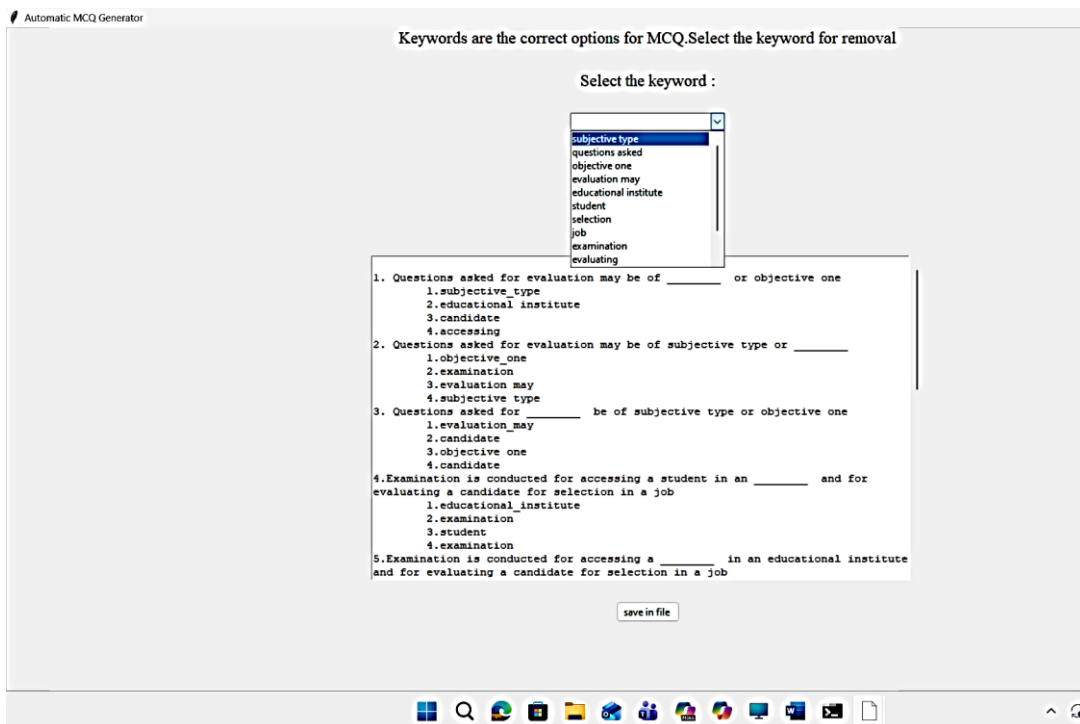 Automatic MCQ Generator
Keywords are the correct options for MCQ.Select the keyword for removal
Select the keyword :
subjective type
questions asked
objective one
evaluation may
educational institute
student
selection
job
examination
evaluating
1. Questions asked for evaluation may be of ________ or objective one
1.subjective_type
2.educational institute
3.candidate
4.accessing
2. Questions asked for evaluation may be of subjective type or ________
1.objective_one
2.examination
3.evaluation may
4.subjective type
3. Questions asked for ________ be of subjective type or objective one
1.evaluation_may
2.candidate
3.objective one
4.candidate
4.Examination is conducted for accessing a student in an ________ and for
evaluating a candidate for selection in a job
1.educational_institute
2.examination
3.student
4.examination
5.Examination is conducted for accessing a ________ in an educational institute
and for evaluating a candidate for selection in a job
save in file